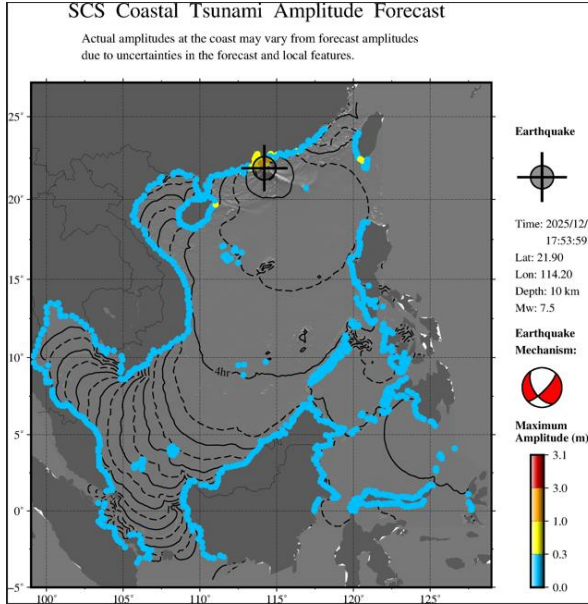 SCS Coastal Tsunami Amplitude Forecast
Actual amplitudes at the coast may vary from forecast amplitudes
due to uncertainties in the forecast and local features.
25°
20°
15°
10°
5°
0°
−5°
100°
105°
110°
115°
120°
125°
4hr
Earthquake
Time: 2025/12/
17:53:59
Lat: 21.90
Lon: 114.20
Depth: 10 km
Mw: 7.5
Earthquake
Mechanism:
Maximum
Amplitude (m)
3.1
3.0
1.0
0.3
0.0